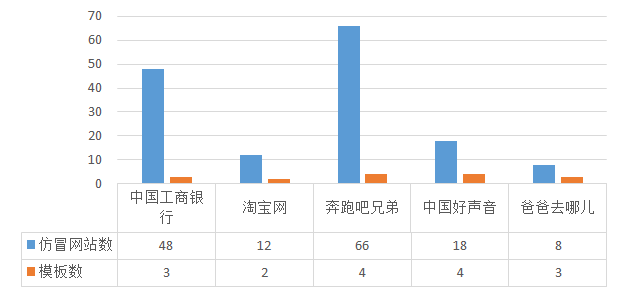 70
60
50
40
30
20
10
0
中国工商银
行
淘宝网
奔跑吧兄弟
中国好声音
爸爸去哪儿
仿冒网站数 48 12 66 18 8
模板数 3 2 4 4 3